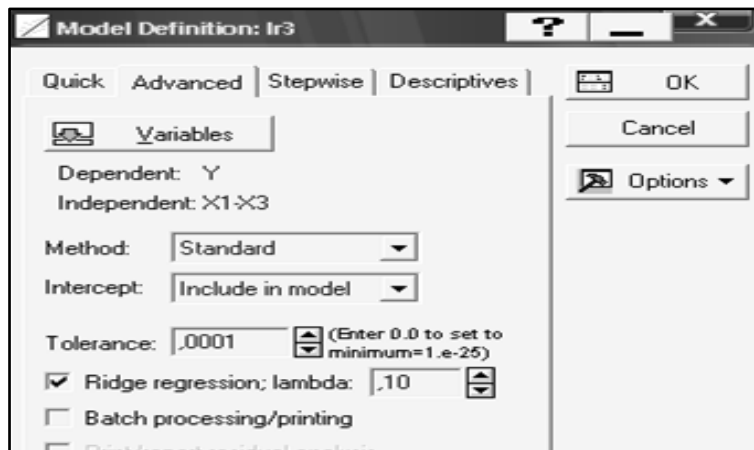 Model Definition: lr3
Quick Advanced Stepwise Descriptives
OK
Variables
Cancel
Dependent: Y
Options
Independent: X1-X3
Method: Standard
Intercept: Include in model
Tolerance: ,0001 (Enter 0.0 to set to
minimum=1.e-25)
Ridge regression; lambda: ,10
Batch processing/printing